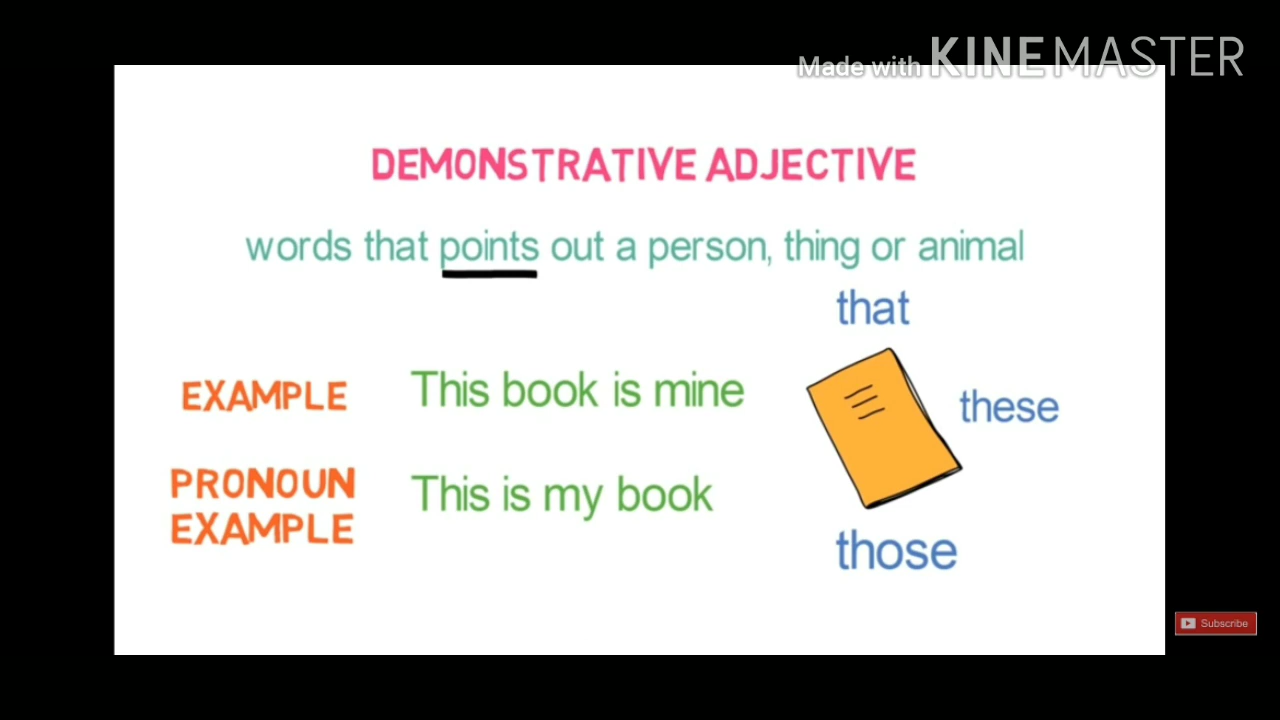 Made with KINEMASTER
DEMONSTRATIVE ADJECTIVE
words that points out a person, thing or animal
that
EXAMPLE This book is mine
these
PRONOUN
EXAMPLE
This is my book
those
Subscribe